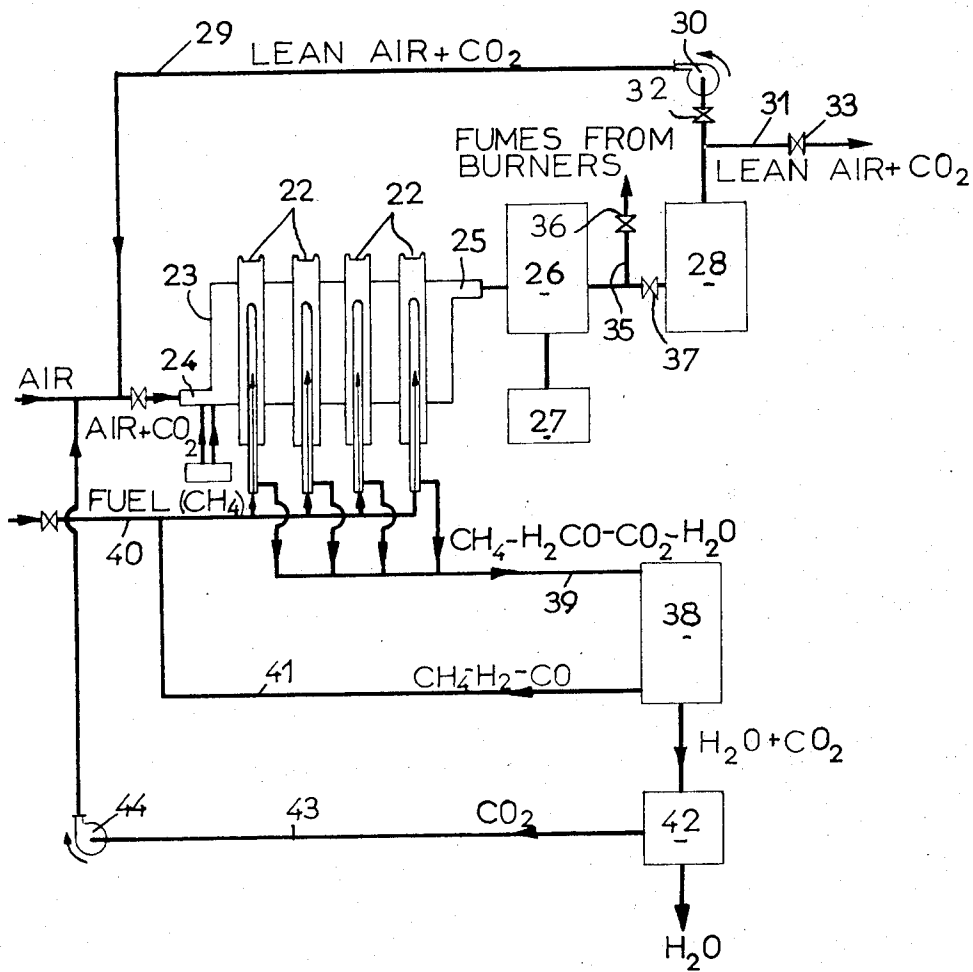 29
LEAN AIR+CO2
30
32
31
33
FUMES FROM
BURNERS
LEAN AIR+CO2
22
22
25
36
26
28
23
35
37
24
AIR
AIR+CO2
27
FUEL (CH4)
40
CH4-H2CO-CO2-H2O
39
38
41
CH4-H2-CO
H2O+CO2
44
43
CO2
42
H2O